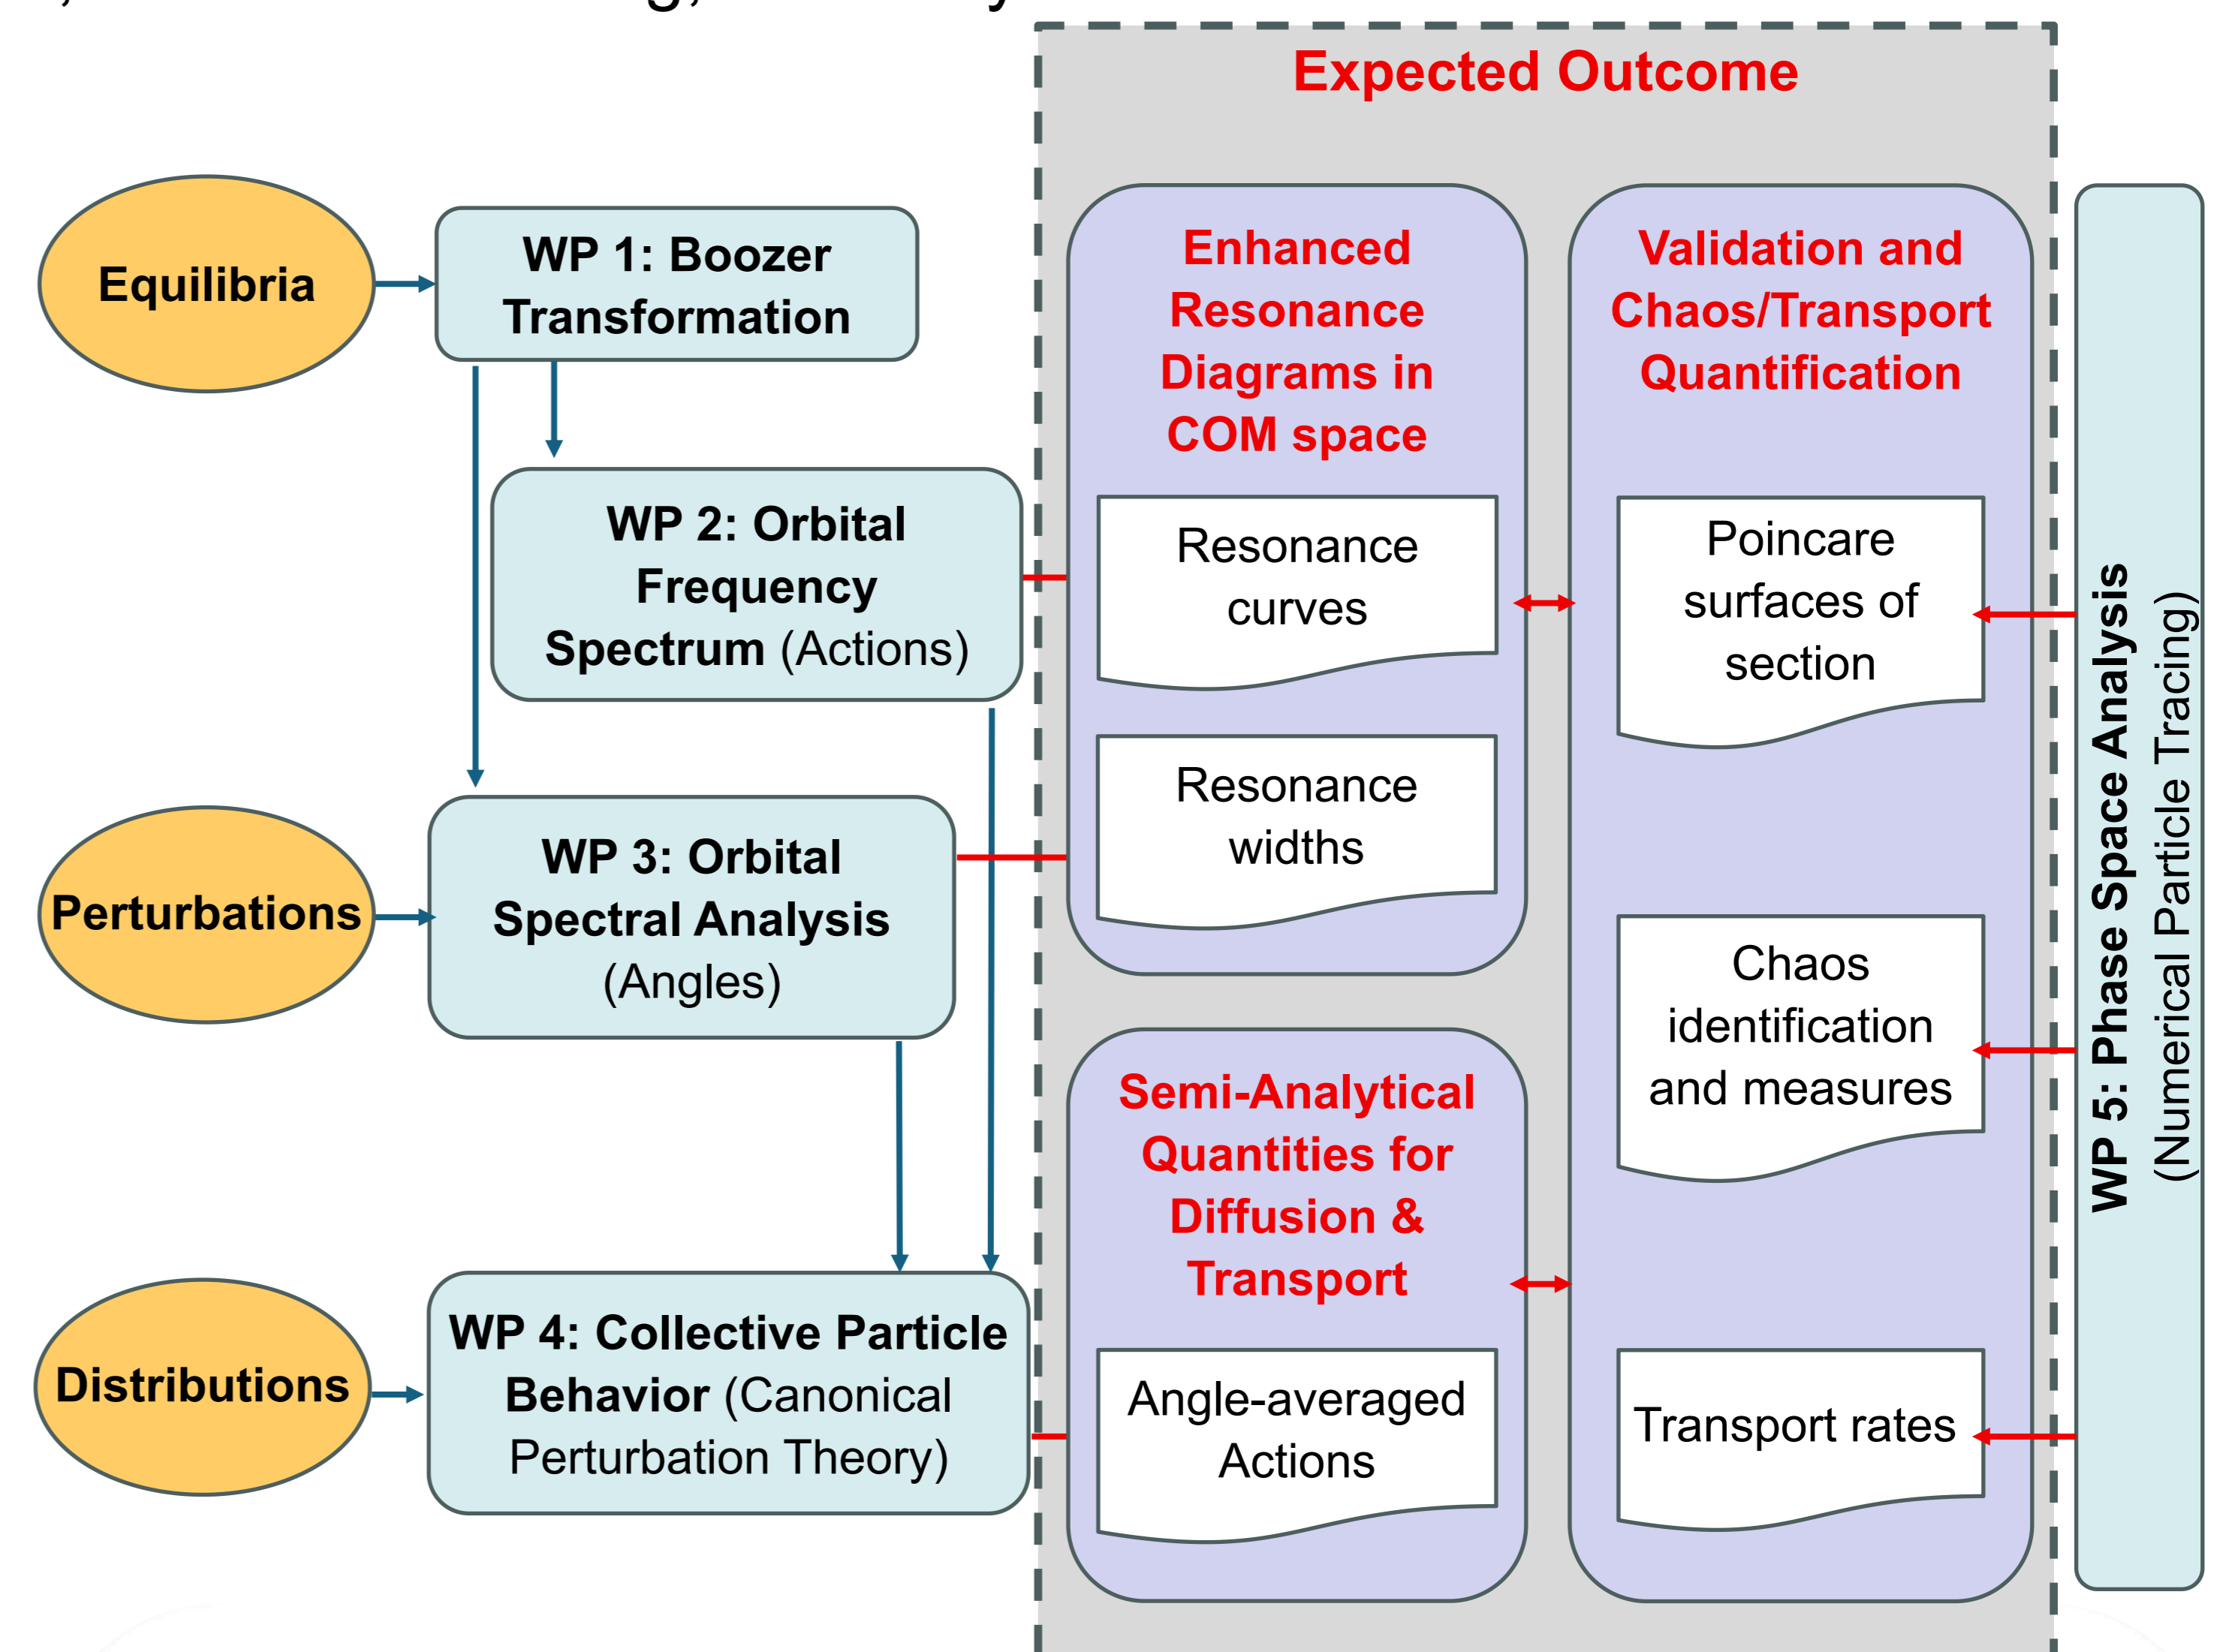 Expected Outcome
Equilibria
WP 1: Boozer
Transformation
WP 2: Orbital
Frequency
Spectrum (Actions)
Perturbations
WP 3: Orbital
Spectral Analysis
(Angles)
Distributions
WP 4: Collective Particle
Behavior (Canonical
Perturbation Theory)
Enhanced
Resonance
Diagrams in
COM space
Resonance
curves
Resonance
widths
Semi-Analytical
Quantities for
Diffusion &
Transport
Angle-averaged
Actions
Validation and
Chaos/Transport
Quantification
Poincare
surfaces of
section
Chaos
identification
and measures
Transport rates
WP 5: Phase Space Analysis
(Numerical Particle Tracing)